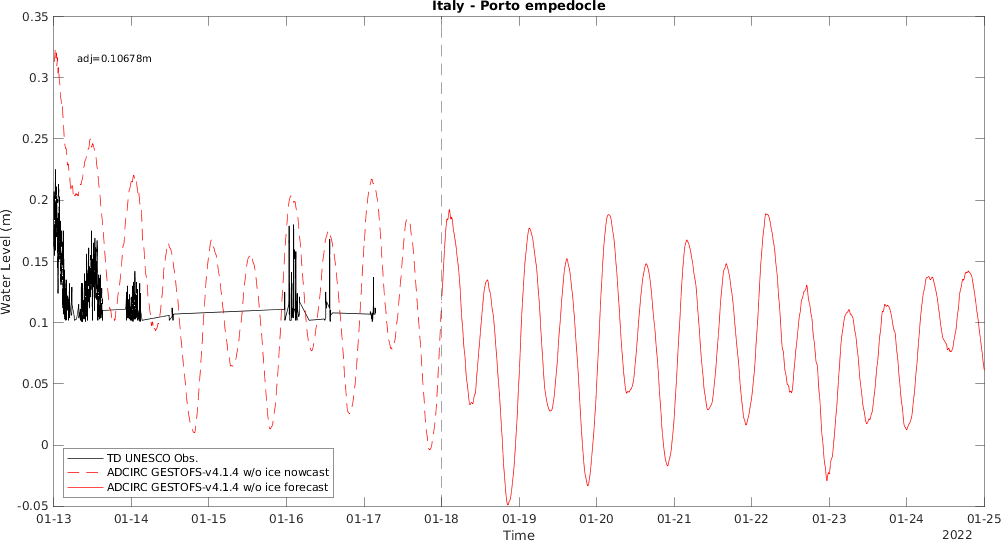 Italy - Porto empedocle
adj=0.10678m
0.35
0.3
0.25
0.2
0.15
0.1
0.05
0
-0.05
Water Level (m)
TD UNESCO Obs.
ADCIRC GESTOFS-v4.1.4 w/o ice nowcast
ADCIRC GESTOFS-v4.1.4 w/o ice forecast
01-13 01-14 01-15 01-16 01-17 01-18 01-19 01-20 01-21 01-22 01-23 01-24 01-25
Time
2022